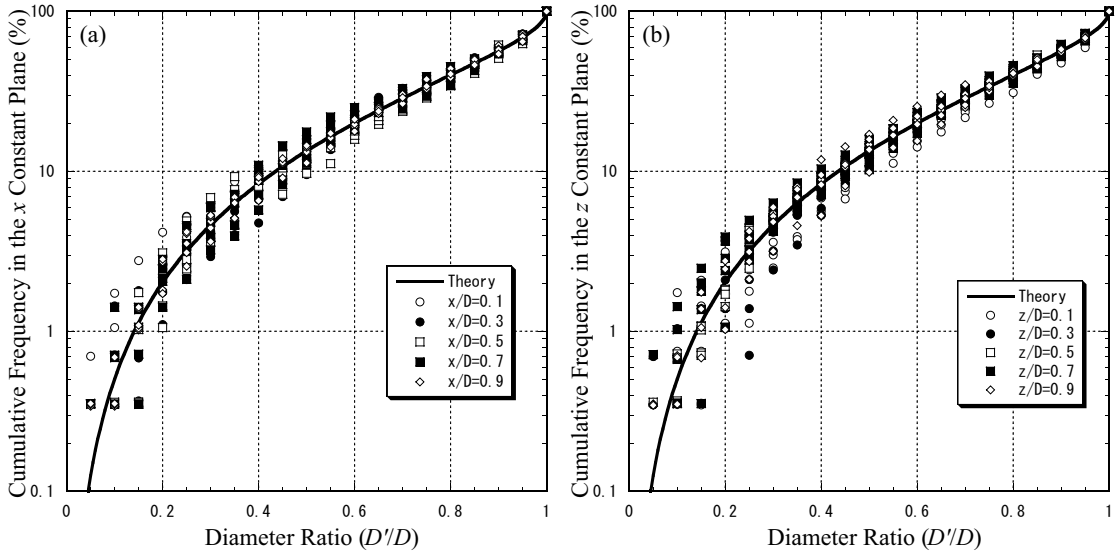 (a)
Cumulative Frequency in the x Constant Plane (%)
100
10
1
0.1
Theory
x/D=0.1
x/D=0.3
x/D=0.5
x/D=0.7
x/D=0.9
0 0.2 0.4 0.6 0.8 1
Diameter Ratio (D'/D)
(b)
Cumulative Frequency in the z Constant Plane (%)
100
10
1
0.1
Theory
z/D=0.1
z/D=0.3
z/D=0.5
z/D=0.7
z/D=0.9
0 0.2 0.4 0.6 0.8 1
Diameter Ratio (D'/D)